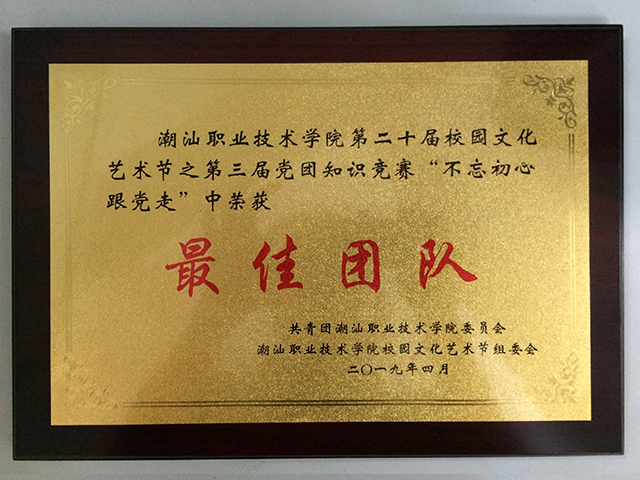 潮汕职业技术学院第二十届校园文化
艺术节之第三届党团知识竞赛“不忘初心
跟党走”中荣获
最佳团队
共青团潮汕职业技术学院委员会
潮汕职业技术学院校园文化艺术节组委会
二〇一九年四月